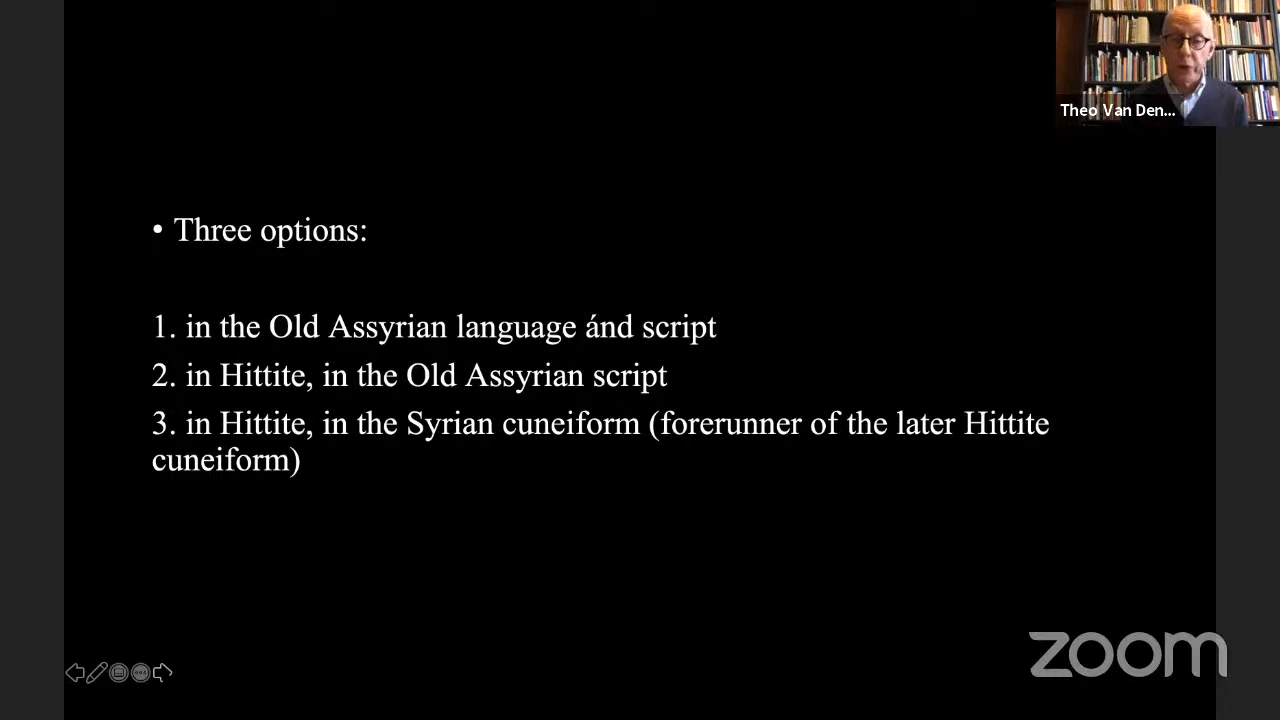 Theo Van Den...
• Three options:
1. in the Old Assyrian language ánd script
2. in Hittite, in the Old Assyrian script
3. in Hittite, in the Syrian cuneiform (forerunner of the later Hittite
cuneiform)
zoom